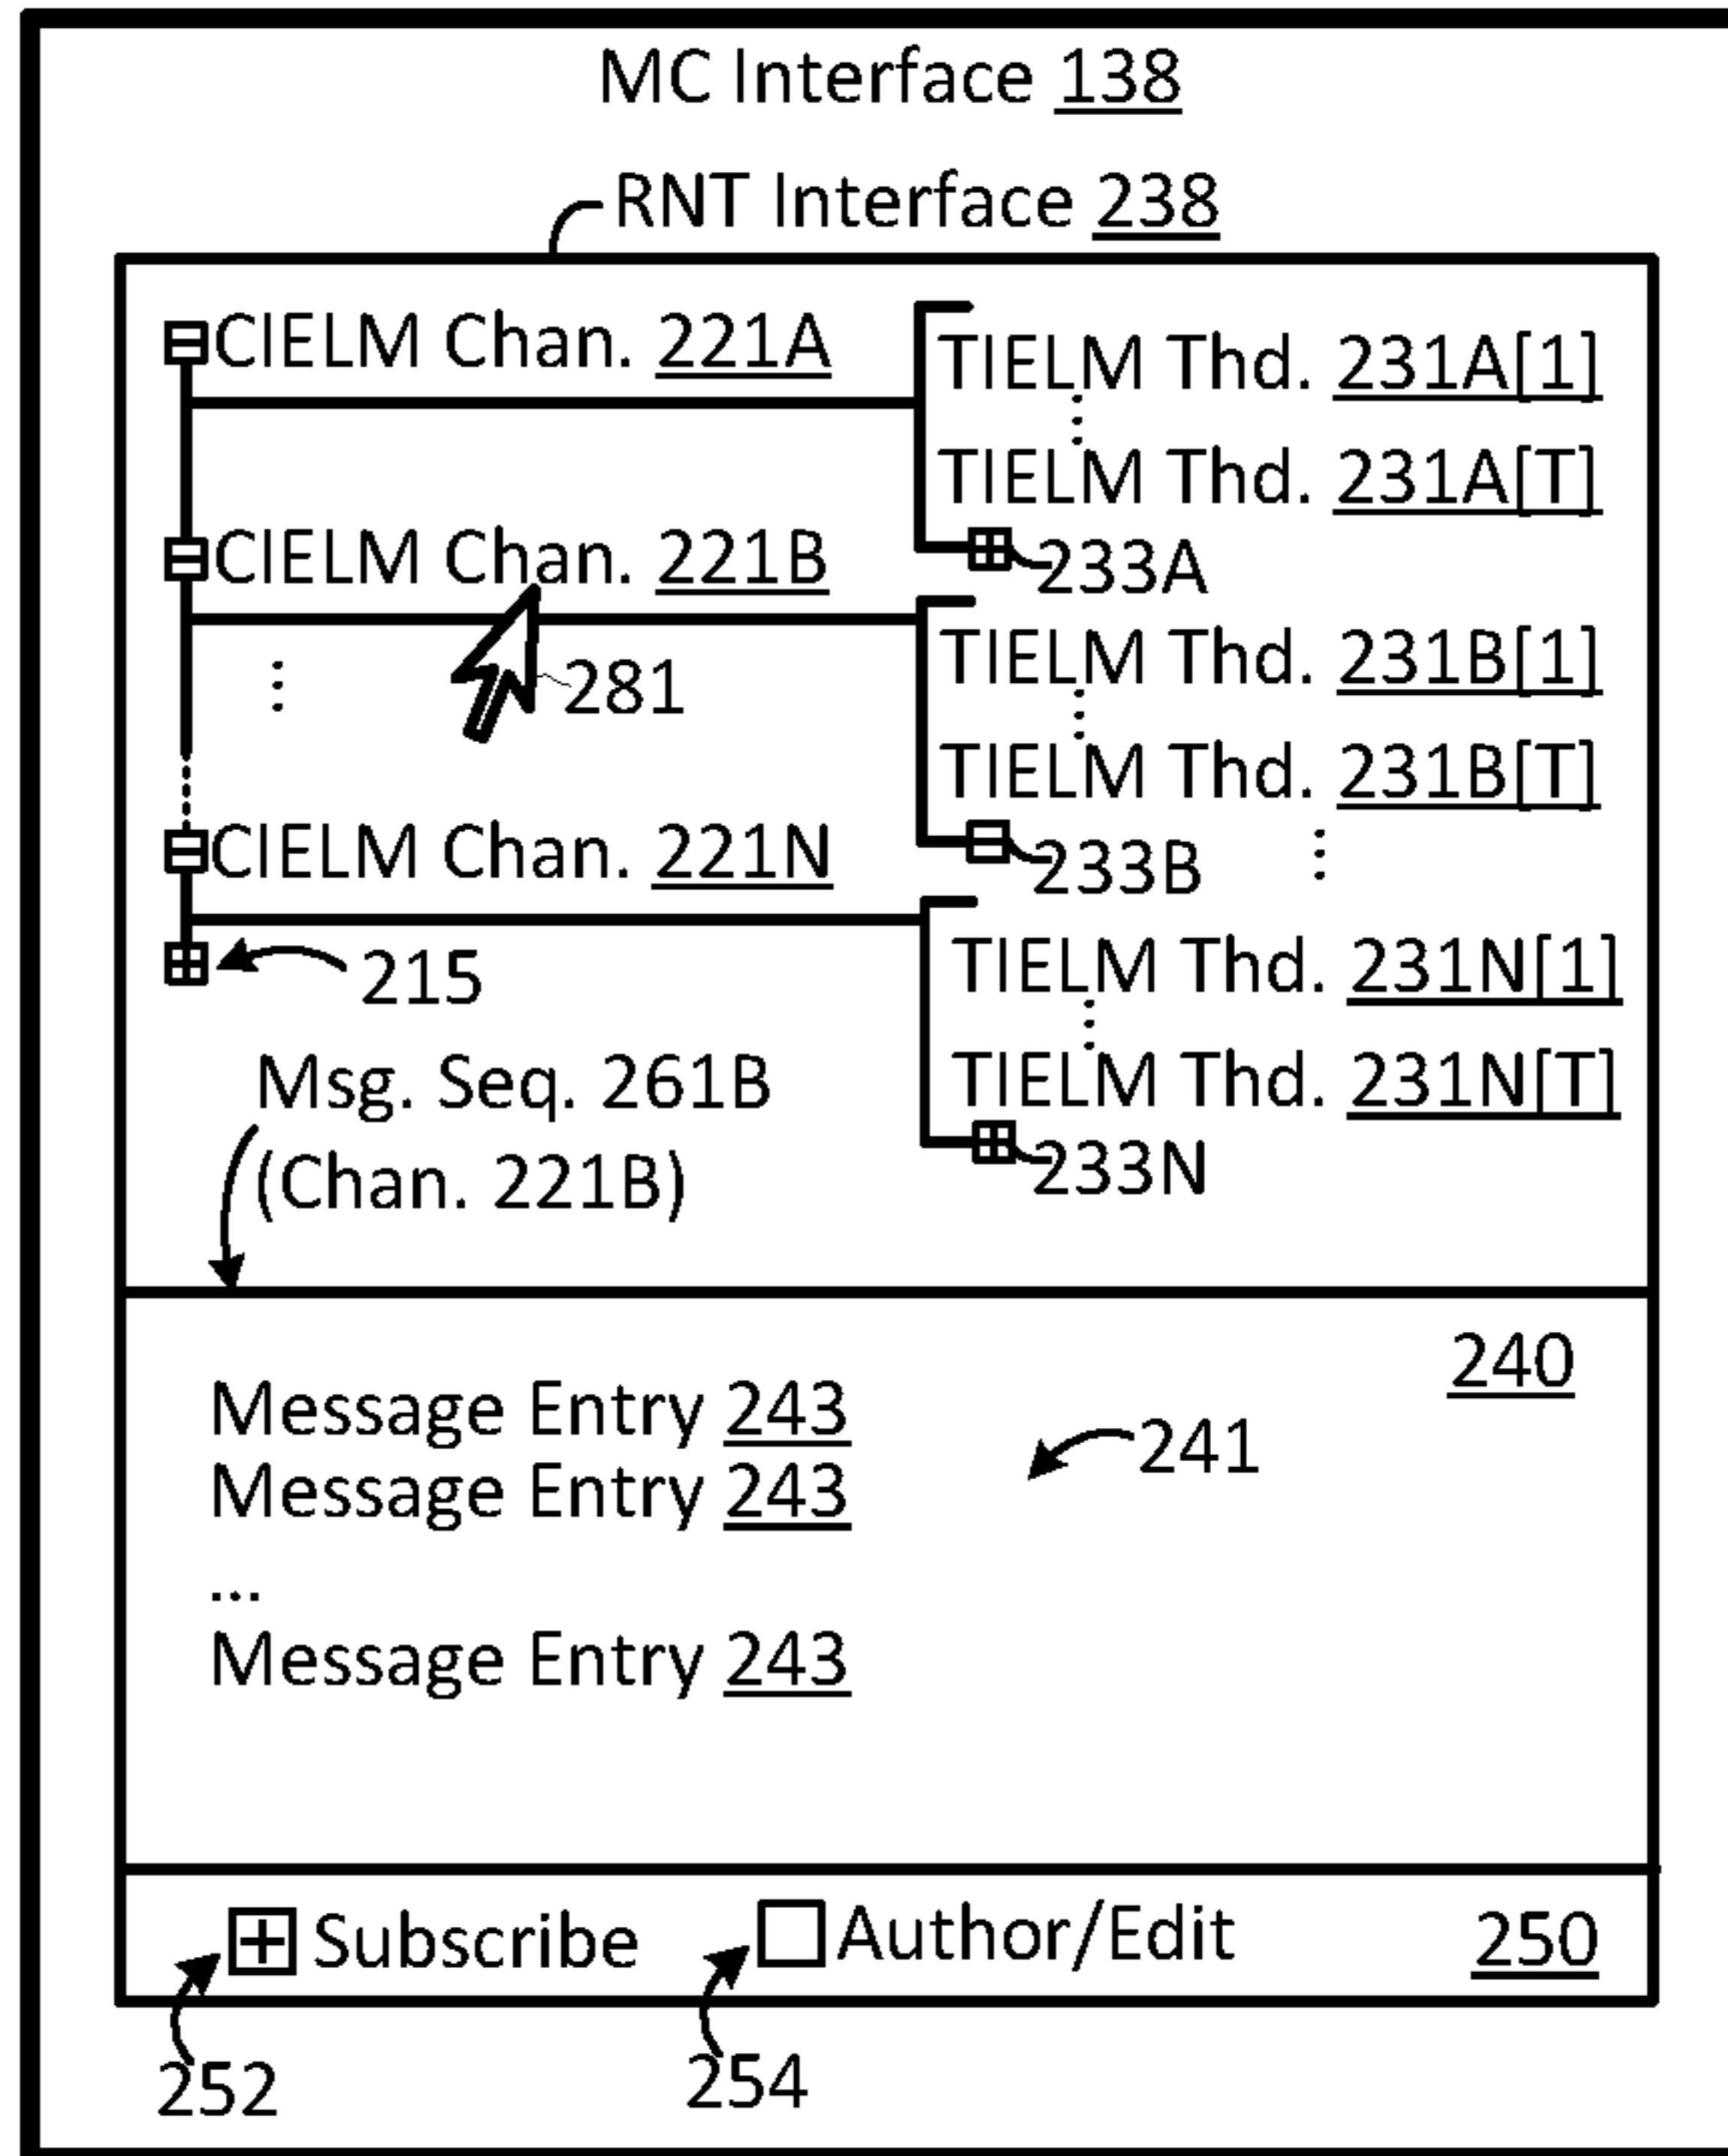 MC Interface 138
RNT Interface 238
CIELM Chan. 221A
TIELM Thd. 231A[1]
TIELM Thd. 231A[T]
233A
CIELM Chan. 221B
281
TIELM Thd. 231B[1]
TIELM Thd. 231B[T]
233B
CIELM Chan. 221N
215
TIELM Thd. 231N[1]
TIELM Thd. 231N[T]
233N
Msg. Seq. 261B
(Chan. 221B)
240
Message Entry 243
241
Message Entry 243
...
Message Entry 243
Subscribe
Author/Edit
250
252
254